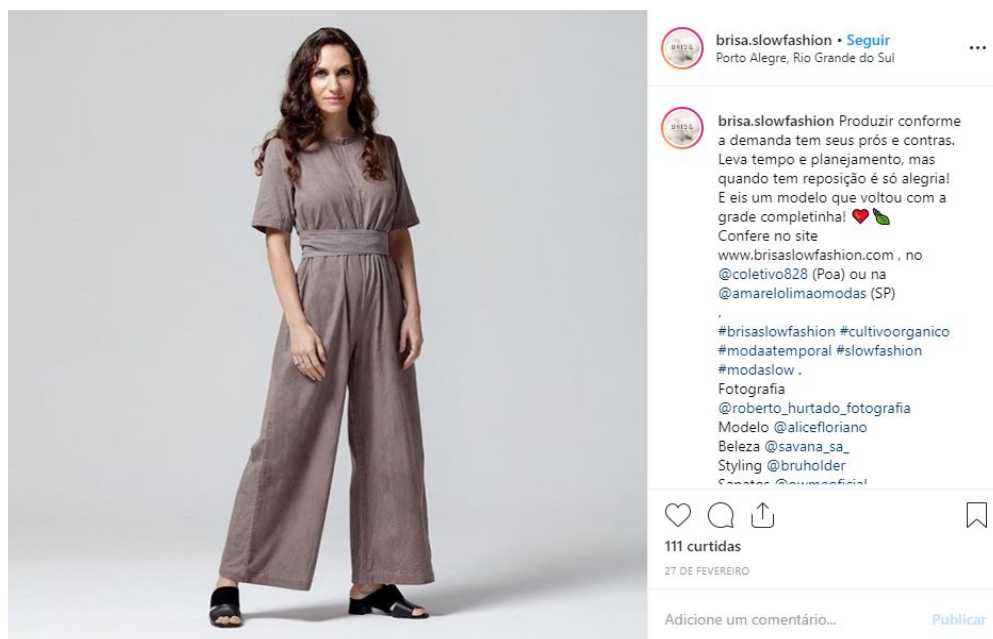 brisa.slowfashion • Seguir
Porto Alegre, Rio Grande do Sul
BRISA
brisa.slowfashion Produzir conforme
a demanda tem seus prós e contras.
Leva tempo e planejamento, mas
quando tem reposição é só alegria!
E eis um modelo que voltou com a
grade completinha! ❤️🍃
Confere no site
www.brisaslowfashion.com , no
@coletivo828 (Poa) ou na
@amarelolimaomodas (SP)
.
#brisaslowfashion #cultivoorganico
#modaatemporal #slowfashion
#modaslow .
Fotografia
@roberto_hurtado_fotografia
Modelo @alicefloriano
Beleza @savana_sa_
Styling @bruholder
111 curtidas
27 DE FEVEREIRO
Adicione um comentário... Publicar